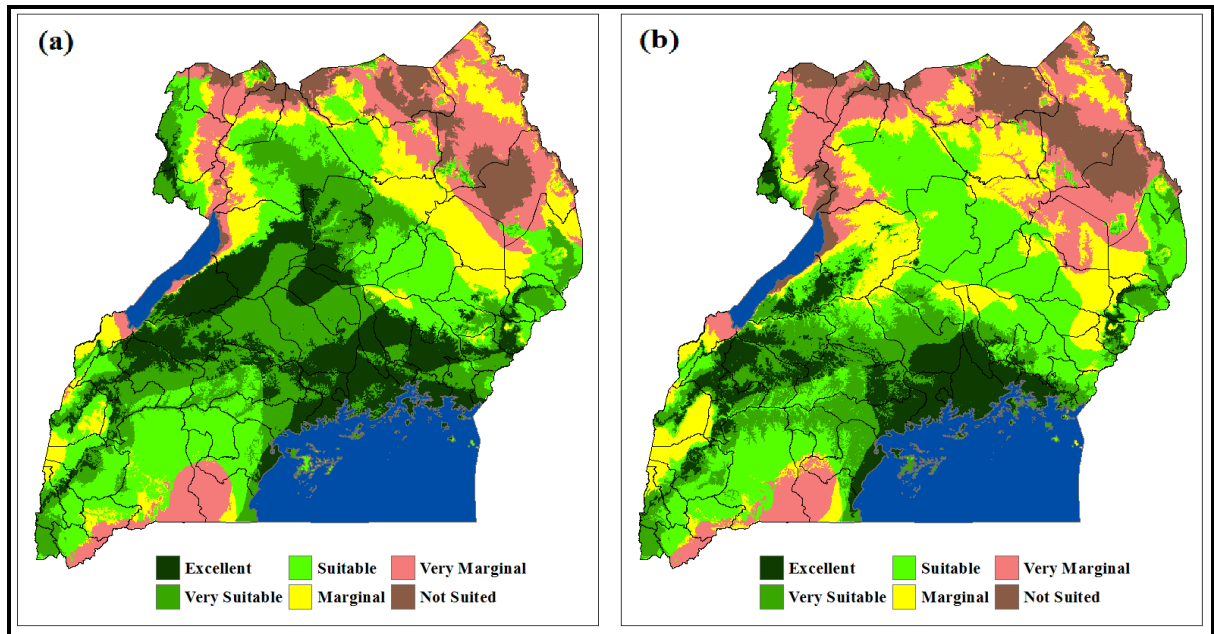 (a)
Excellent
Suitable
Very Marginal
Very Suitable
Marginal
Not Suited
(b)
Excellent
Suitable
Very Marginal
Very Suitable
Marginal
Not Suited